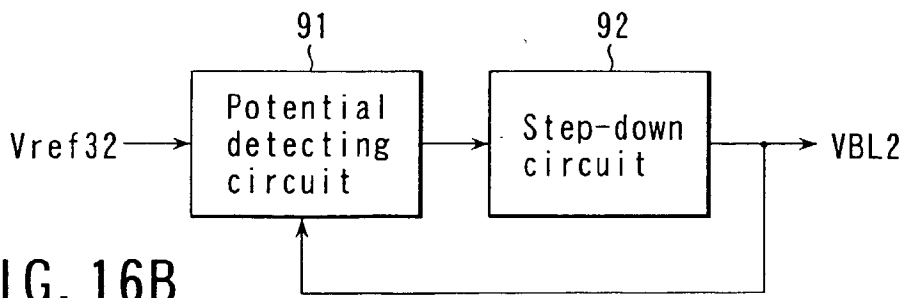 91
92
Vref32
Potential
detecting
circuit
Step-down
circuit
VBL2
IG. 16B